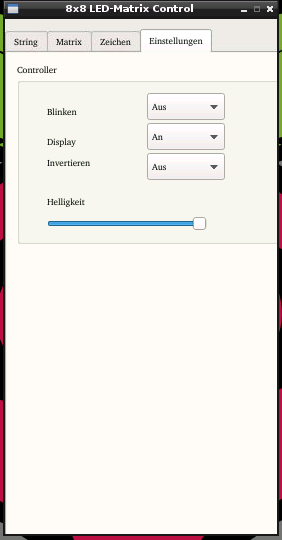 8x8 LED-Matrix Control
String Matrix Zeichen Einstellungen
Controller
Blinken Aus
Display An
Invertieren Aus
Helligkeit